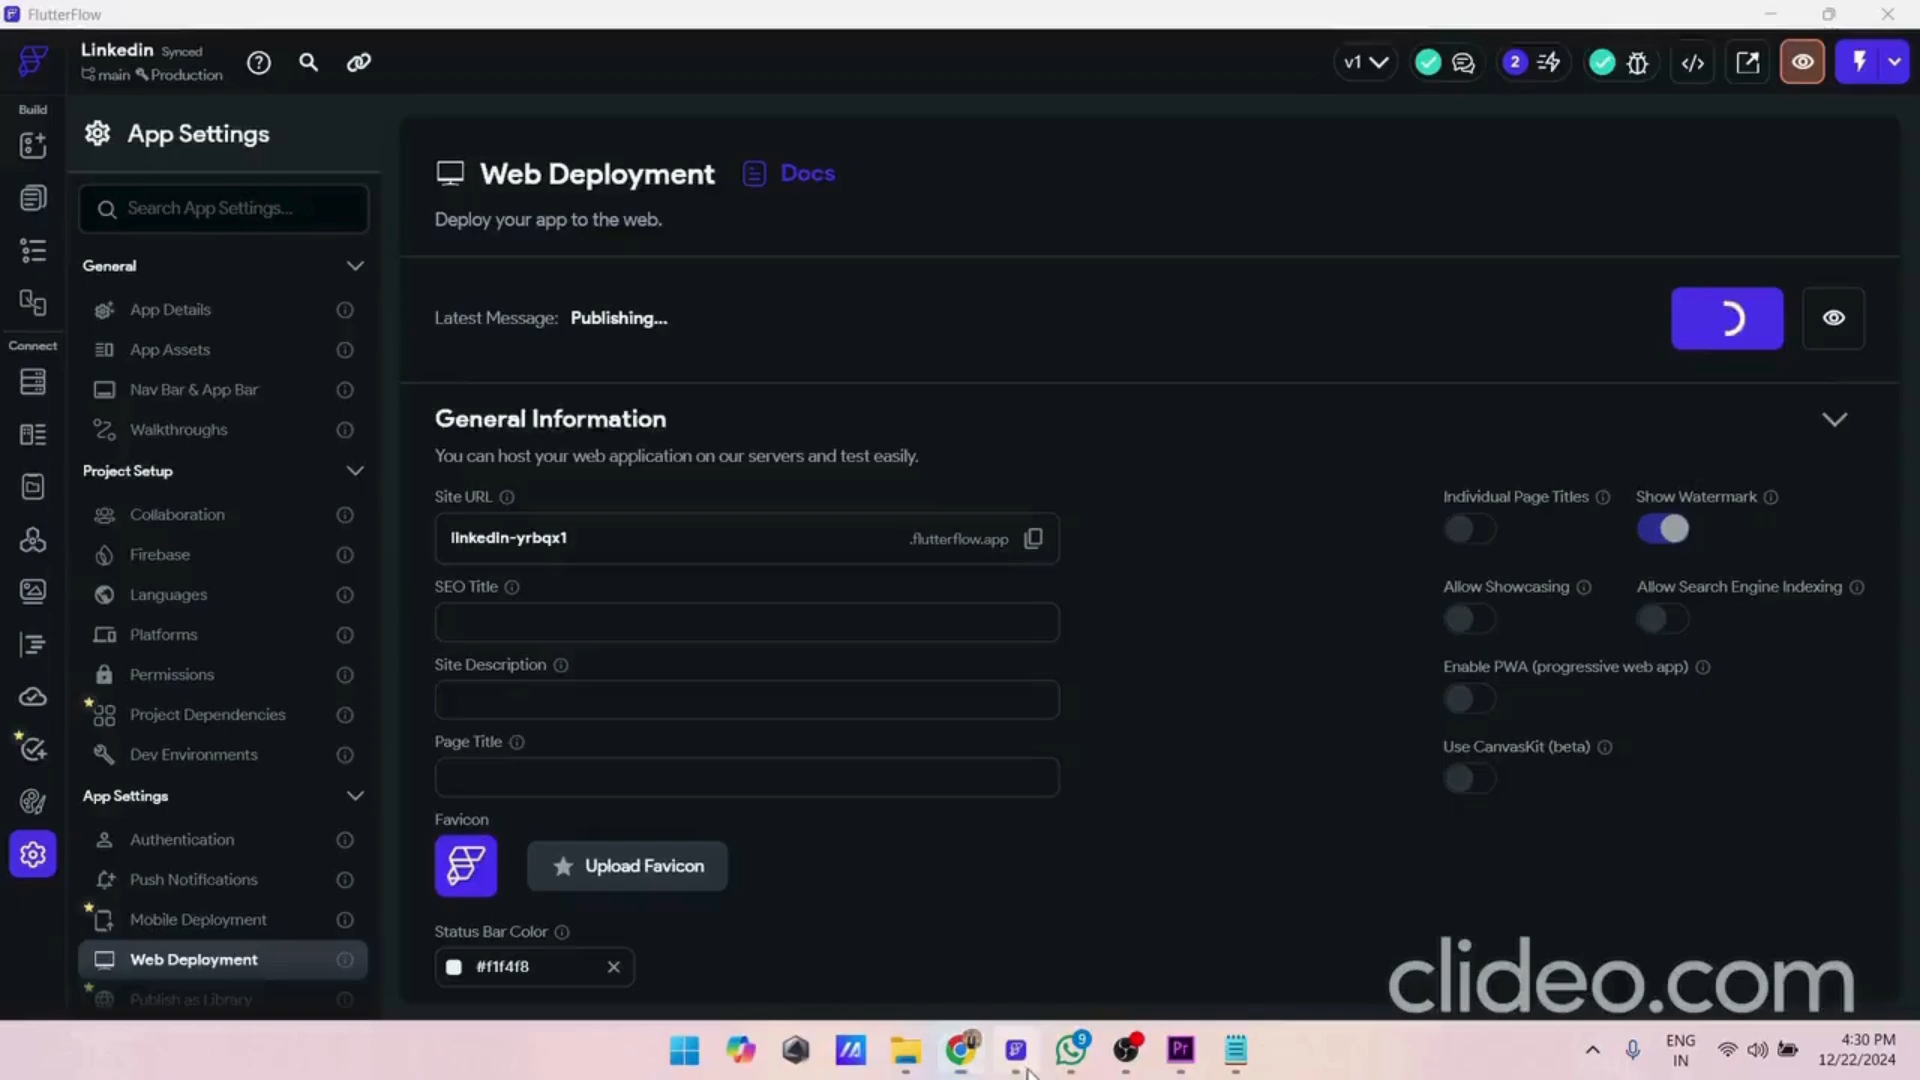 FlutterFlow
Linkedin Synced
main Production
v1
2
Build
Connect
App Settings
Search App Settings...
General
App Details
App Assets
Nav Bar & App Bar
Walkthroughs
Project Setup
Collaboration
Firebase
Languages
Platforms
Permissions
Project Dependencies
Dev Environments
App Settings
Authentication
Push Notifications
Mobile Deployment
Web Deployment
Publish as Library
Web Deployment Docs
Deploy your app to the web.
Latest Message: Publishing...
General Information
You can host your web application on our servers and test easily.
Site URL
linkedin-yrbqx1 .flutterflow.app
SEO Title
Site Description
Page Title
Favicon
Upload Favicon
Status Bar Color
#f1f4f8
Individual Page Titles Show Watermark
Allow Showcasing Allow Search Engine Indexing
Enable PWA (progressive web app)
Use CanvasKit (beta)
clideo.com
9
Pr
ENG
IN
4:30 PM
12/22/2024